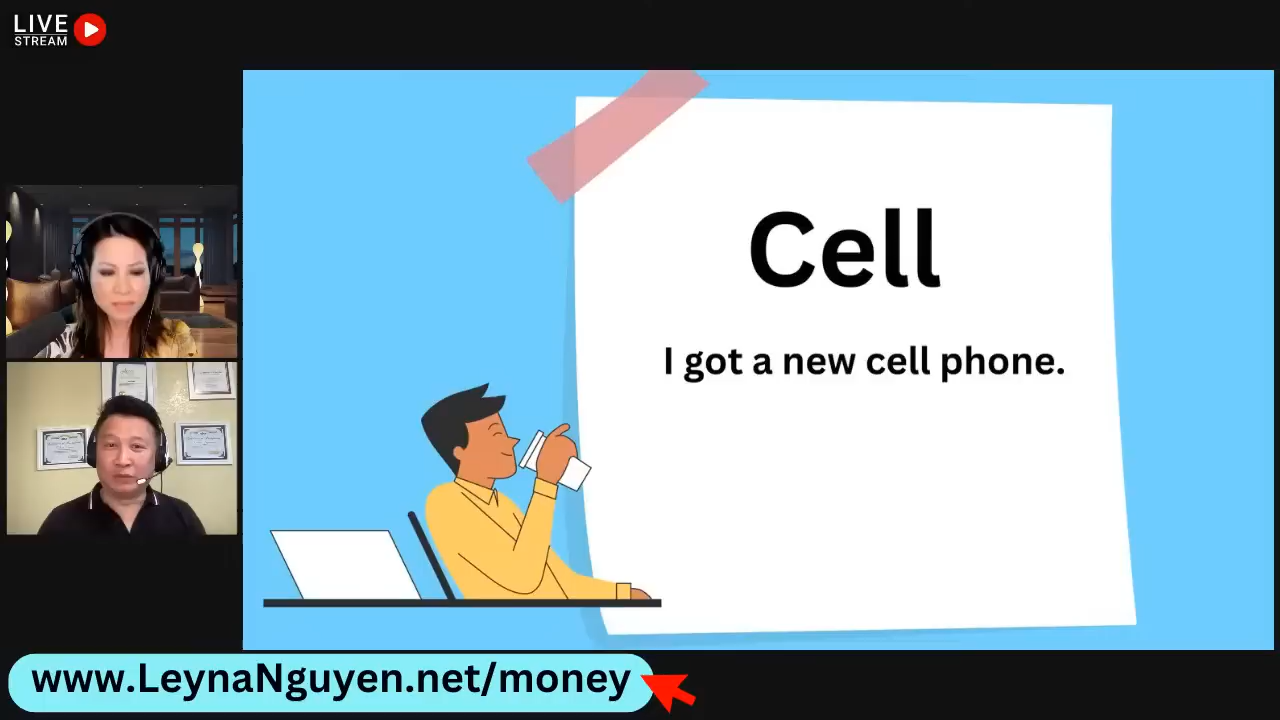 LIVE
STREAM
Cell
I got a new cell phone.
www.LeynaNguyen.net/money